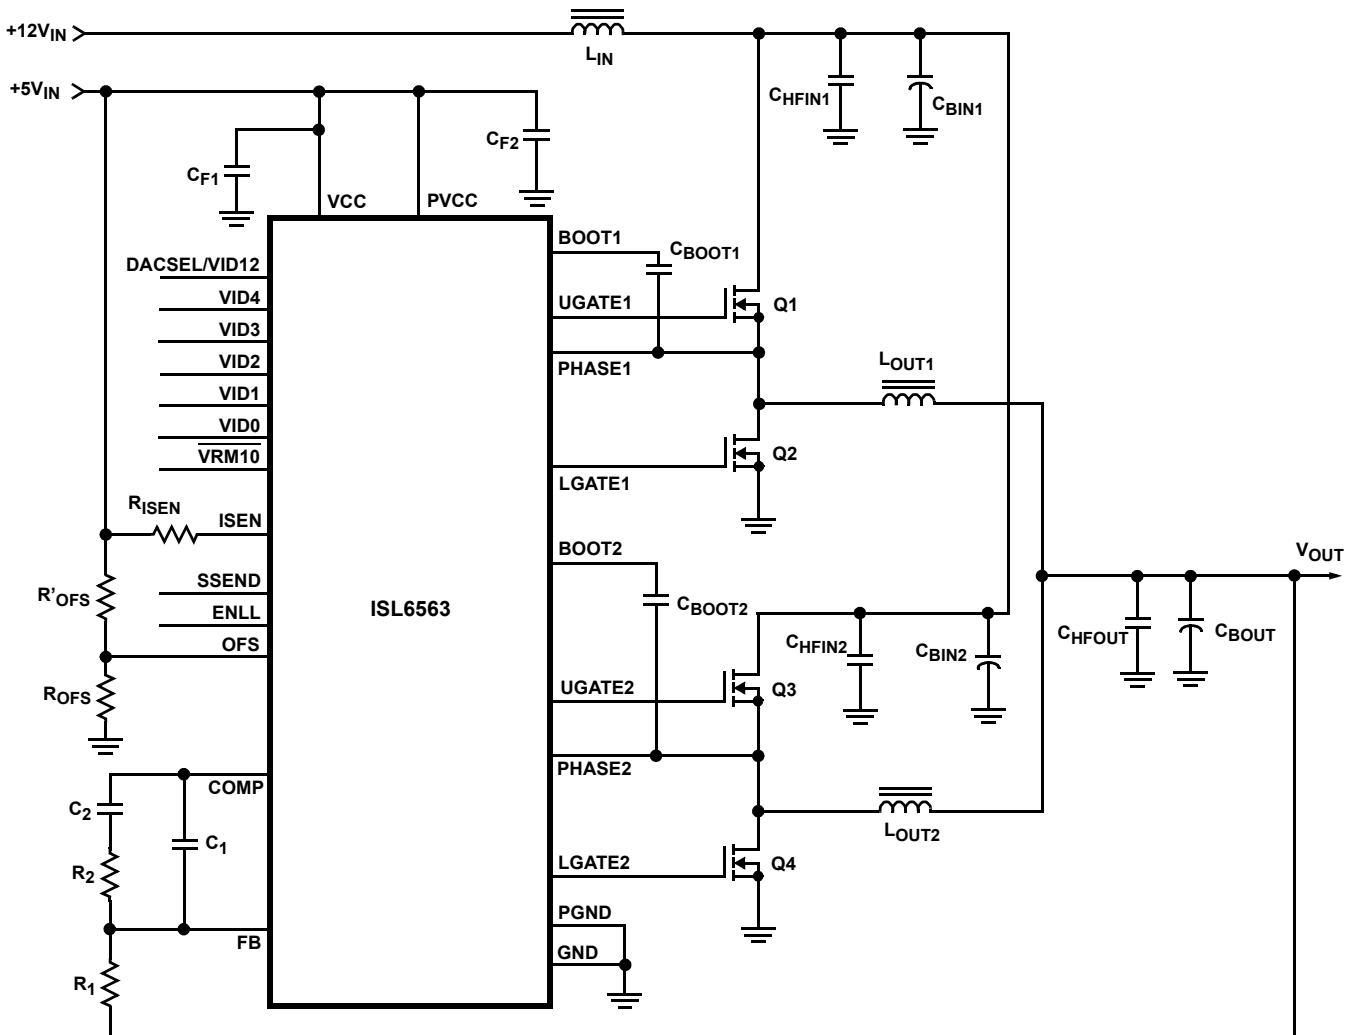 +12VIN
LIN
+5VIN
CHFIN1
CBIN1
CF2
CF1
VCC
PVCC
BOOT1
CBOOT1
DACSEL/VID12
VID4
UGATE1
Q1
VID3
VID2
PHASE1
LOUT1
VID1
VID0
VRM10
Q2
LGATE1
RISEN
ISEN
BOOT2
VOUT
SSEND
R'OFS
ISL6563
CBOOT2
ENLL
OFS
CHFIN2
CBIN2
CHFOUT
CBOUT
ROFS
UGATE2
Q3
PHASE2
COMP
C2
C1
LOUT2
R2
LGATE2
Q4
PGND
FB
GND
R1